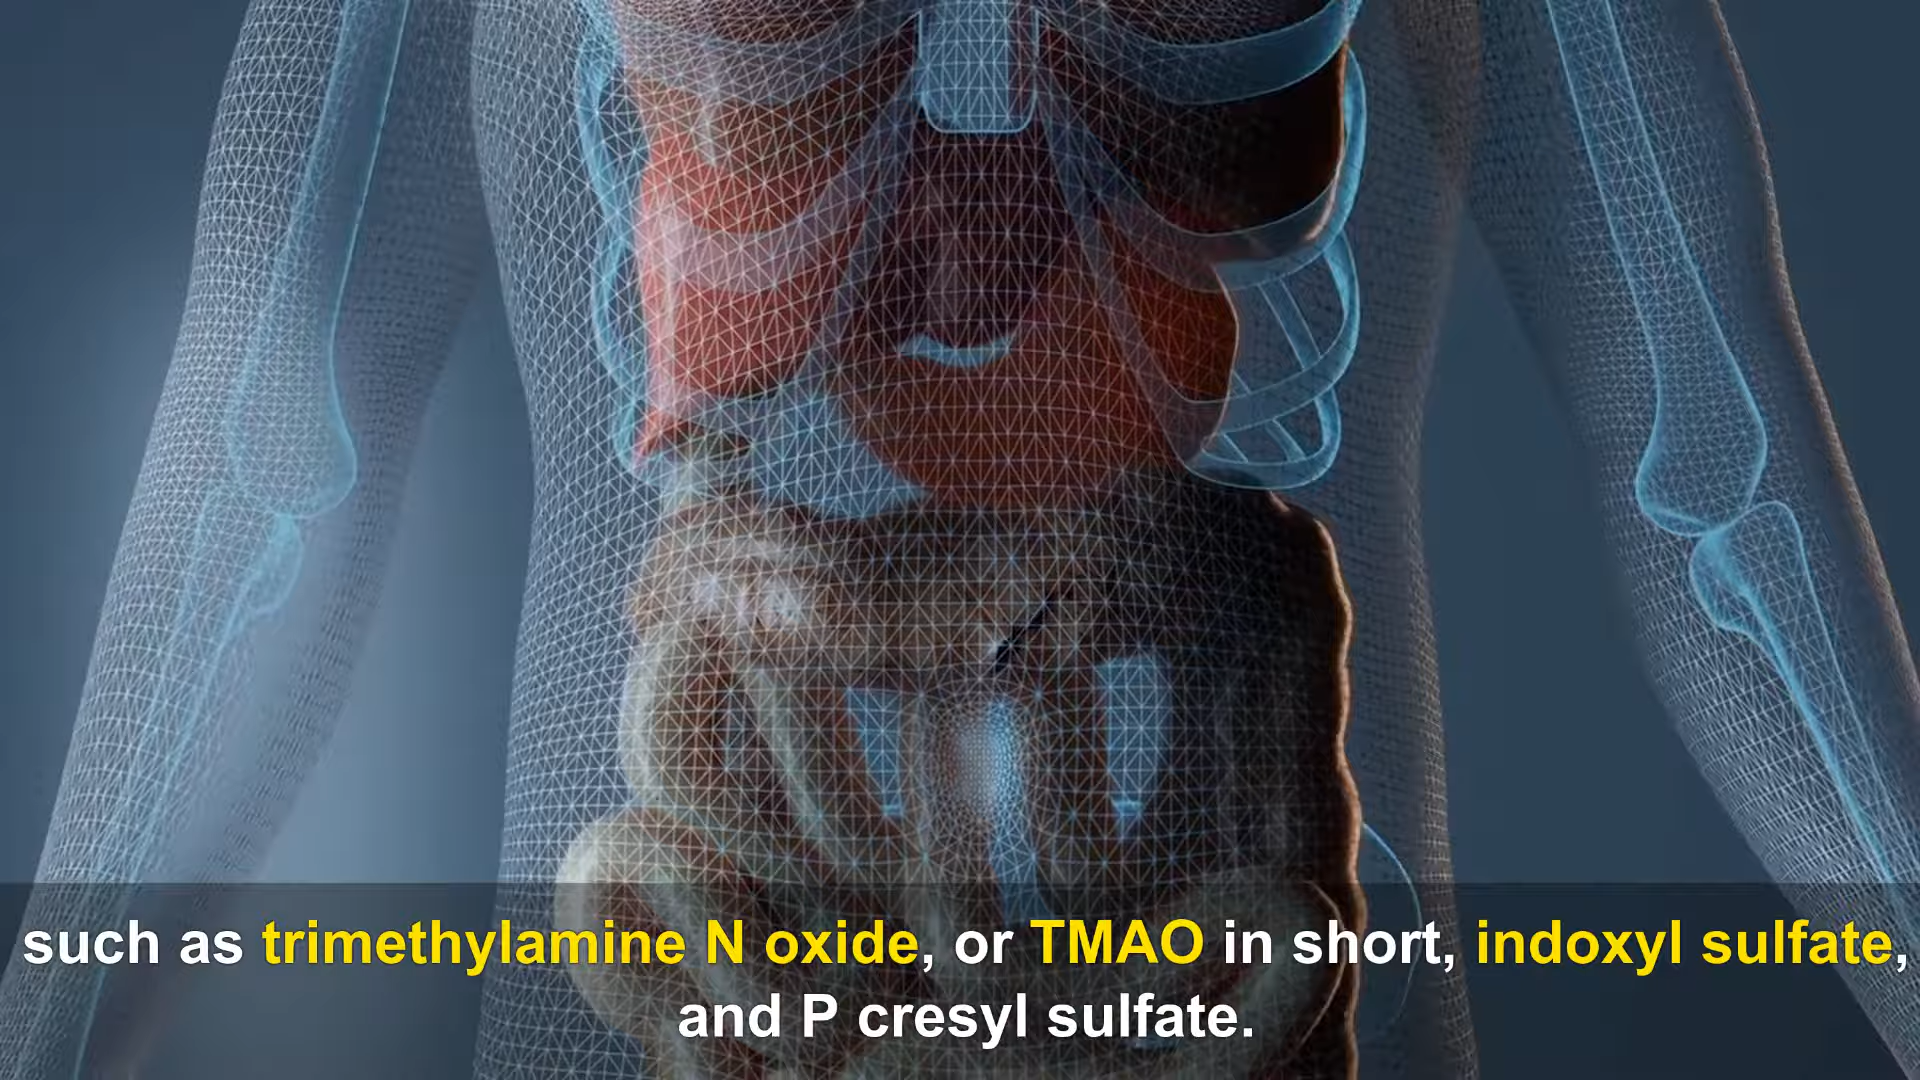 such as trimethylamine N oxide, or TMAO in short, indoxyl sulfate,
and P cresyl sulfate.